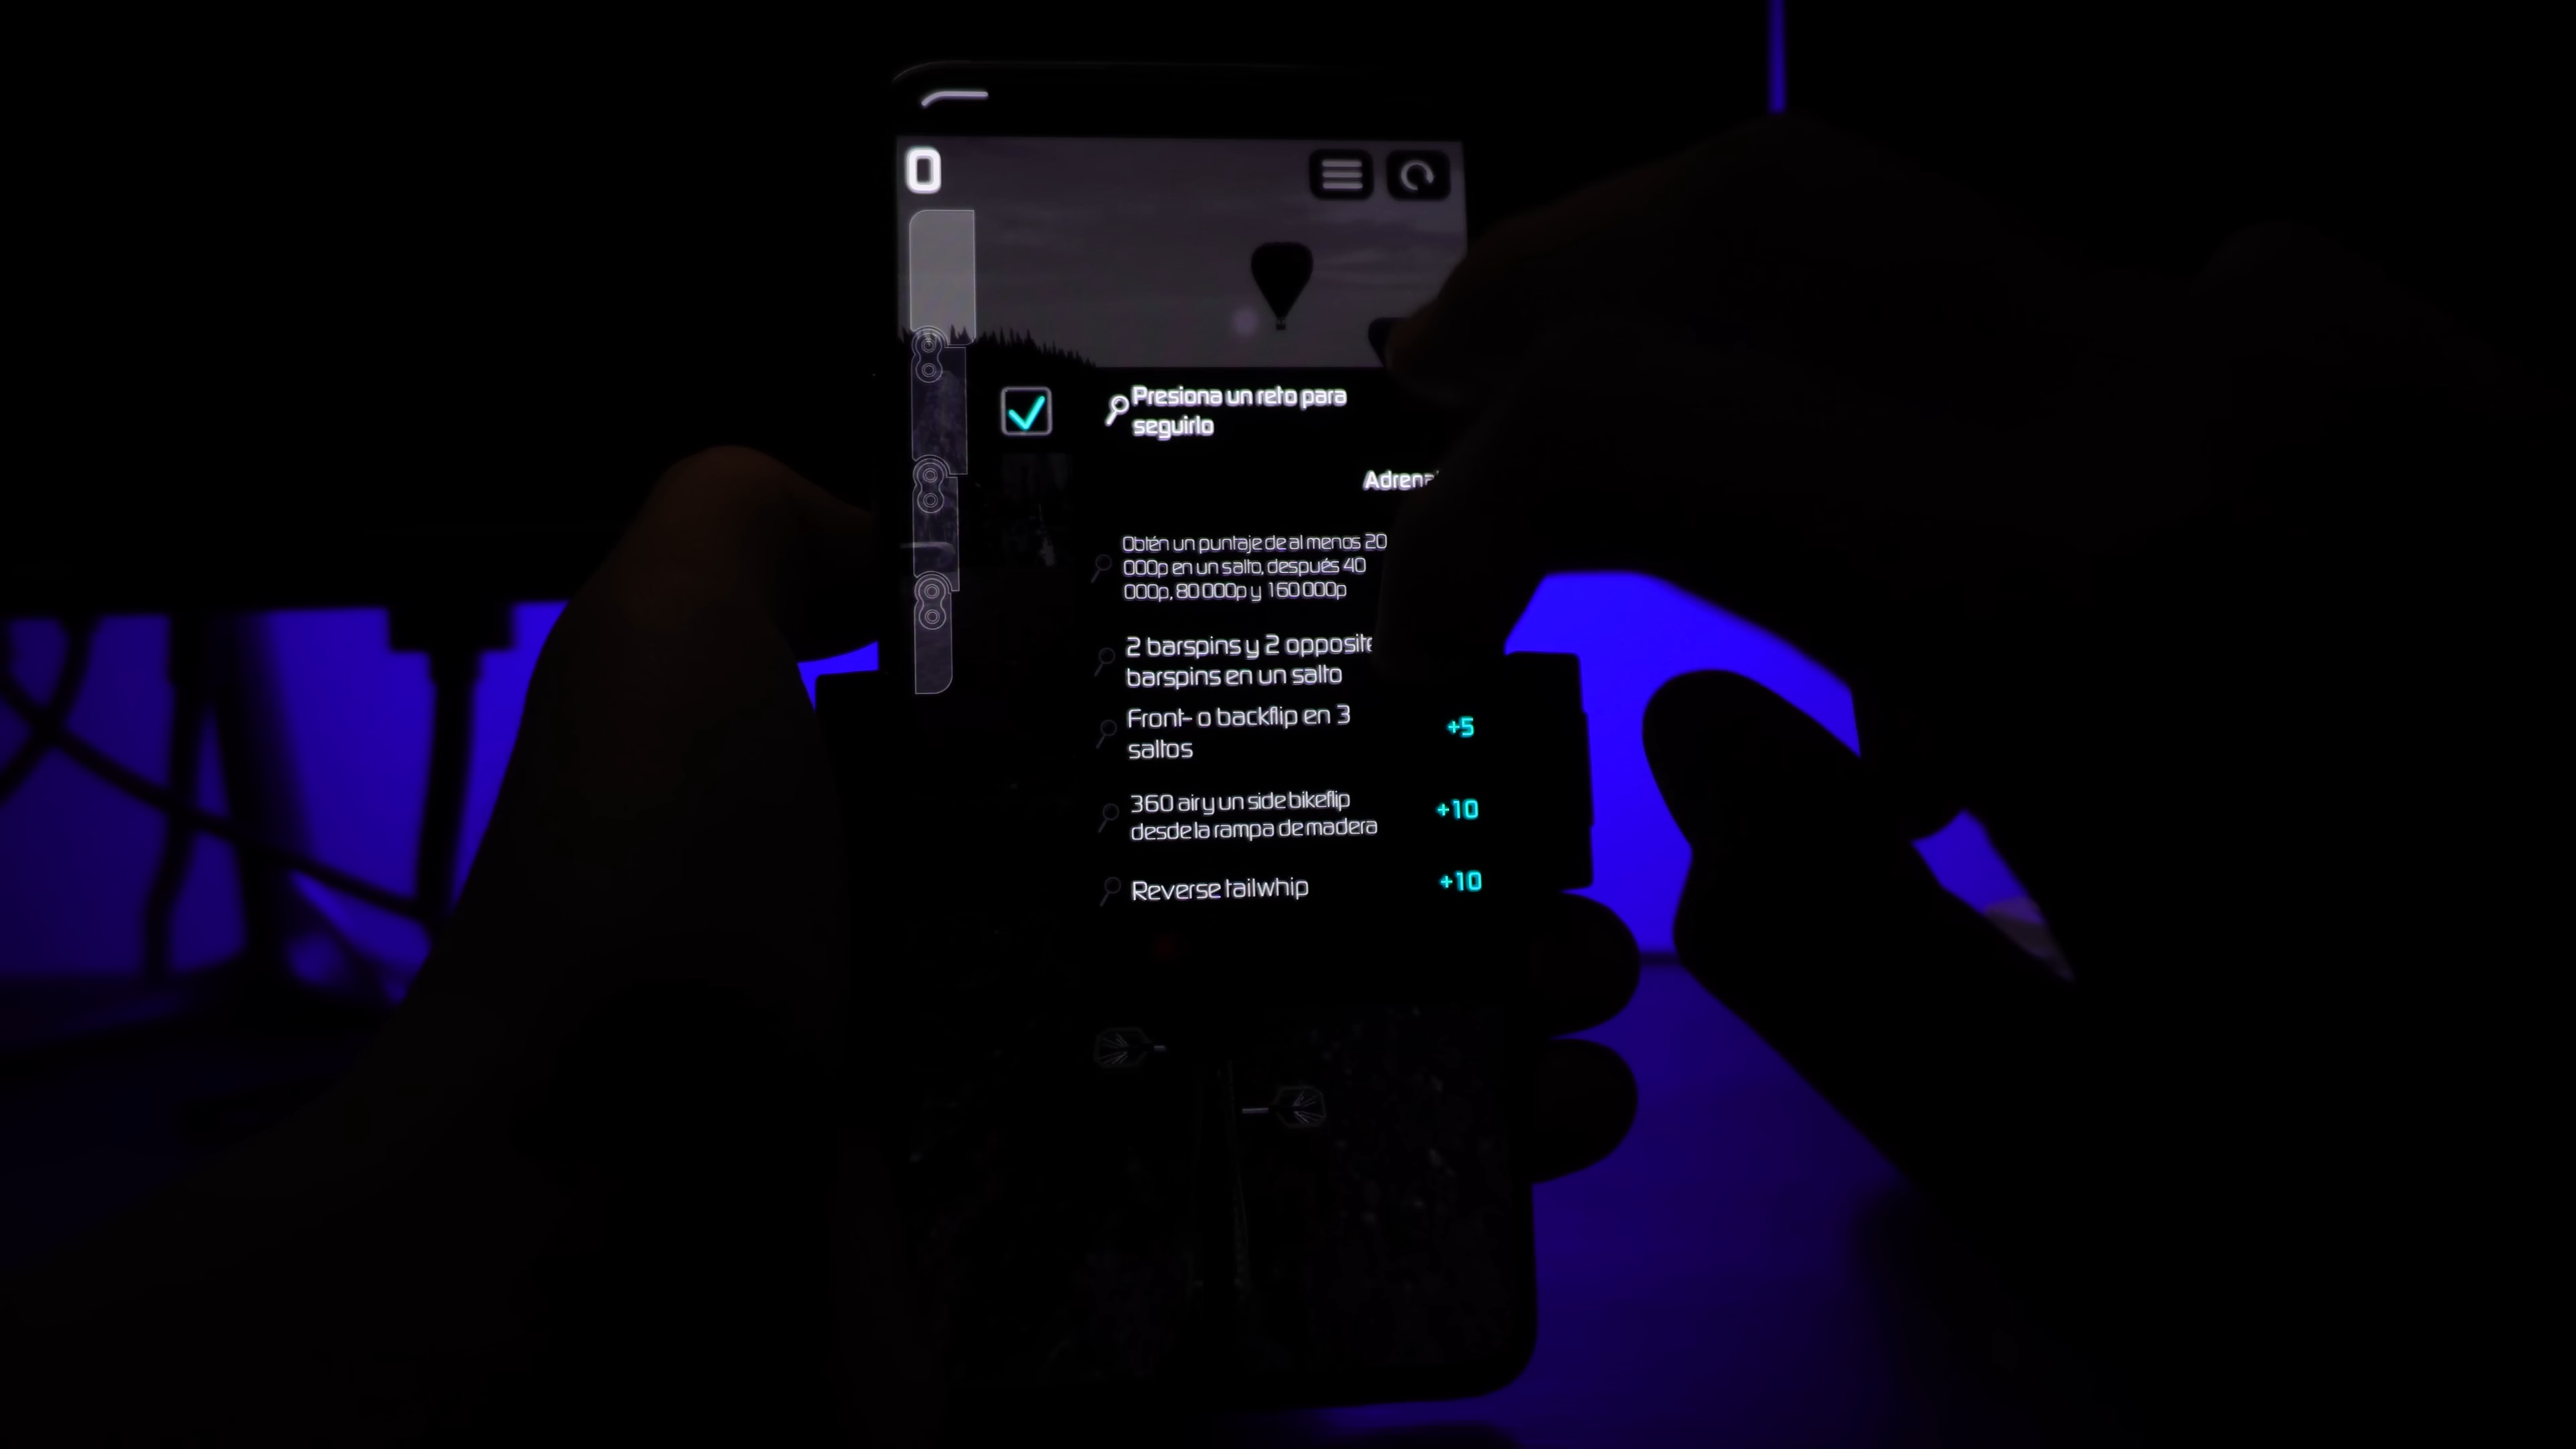 0
Presiona un reto para
seguirlo
Obtén un puntaje de al menos 20
000p en un salto, después 40
000p, 80 000p y 160 000p
2 barspins y 2 opposite
barspins en un salto
Front- o backflip en 3
saltos
+5
360 air y un side bikeflip
desde la rampa de madera
+10
Reverse tailwhip
+10